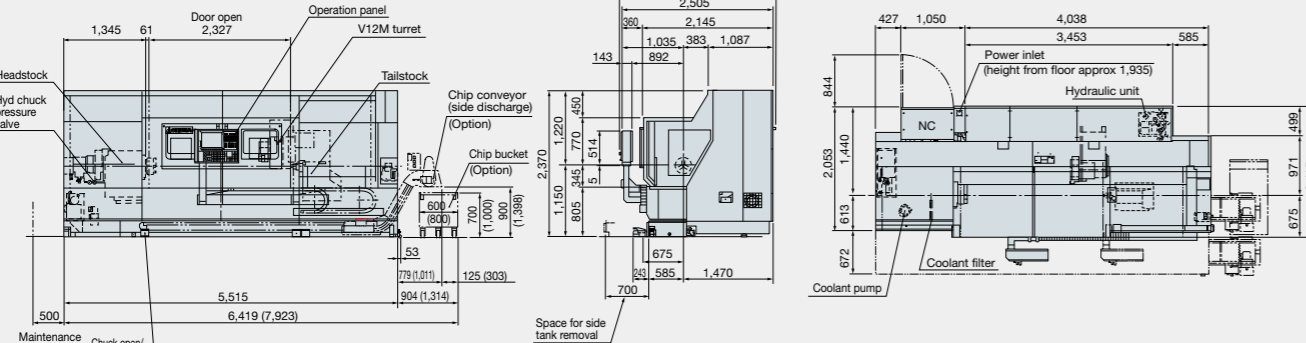 Operation panel
Door open
1,345
61
2,327
V12M turret
Headstock
Tailstock
Hyd chuck
pressure
valve
Chip conveyor
(side discharge)
(Option)
Chip bucket
(Option)
600
(800)
700
(1,000)
900
(1,398)
53
779 (1,011)
125 (303)
5,515
904 (1,314)
500
6,419 (7,923)
Maintenance
Chuck open/
2,505
360
2,145
1,035
383
1,087
143
892
2,370
1,220
450
770
514
1,150
345
5
805
675
243
585
1,470
700
Space for side
tank removal
427
1,050
4,038
3,453
585
Power inlet
(height from floor approx 1,935)
Hydraulic unit
844
NC
2,053
1,440
613
672
499
971
675
Coolant filter
Coolant pump